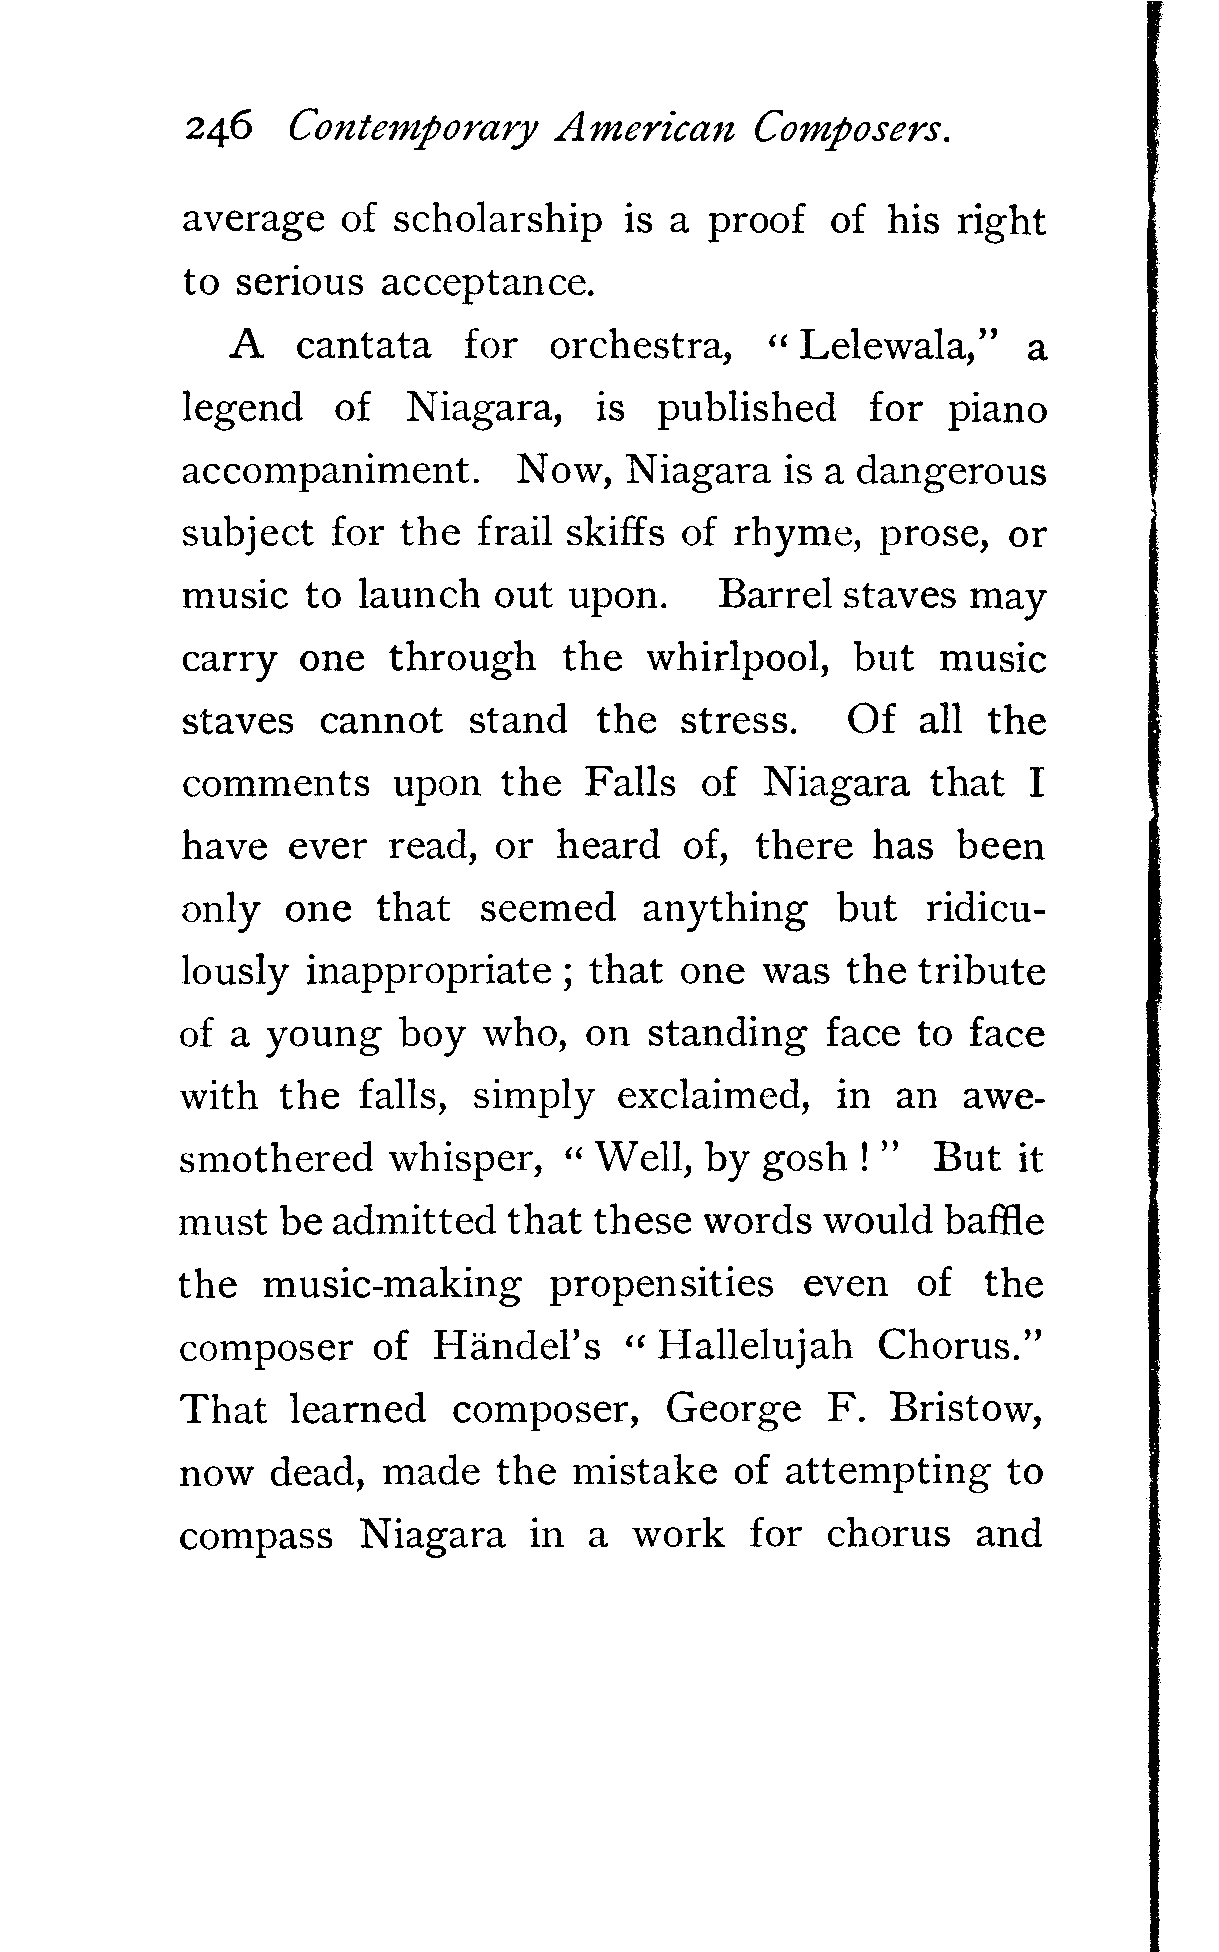 246 Contemporary American Composers.
average of scholarship is a proof of his right
to serious acceptance.
A cantata for orchestra, “ Lelewala,” a
legend of Niagara, is published for piano
accompaniment. Now, Niagara is a dangerous
subject for the frail skiffs of rhyme, prose, or
music to launch out upon. Barrel staves may
carry one through the whirlpool, but music
staves cannot stand the stress. Of all the
comments upon the Falls of Niagara that I
have ever read, or heard of, there has been
only one that seemed anything but ridicu-
lously inappropriate ; that one was the tribute
of a young boy who, on standing face to face
with the falls, simply exclaimed, in an awe-
smothered whisper, “ Well, by gosh ! ” But it
must be admitted that these words would baffle
the music-making propensities even of the
composer of Händel’s “ Hallelujah Chorus.”
That learned composer, George F. Bristow,
now dead, made the mistake of attempting to
compass Niagara in a work for chorus and